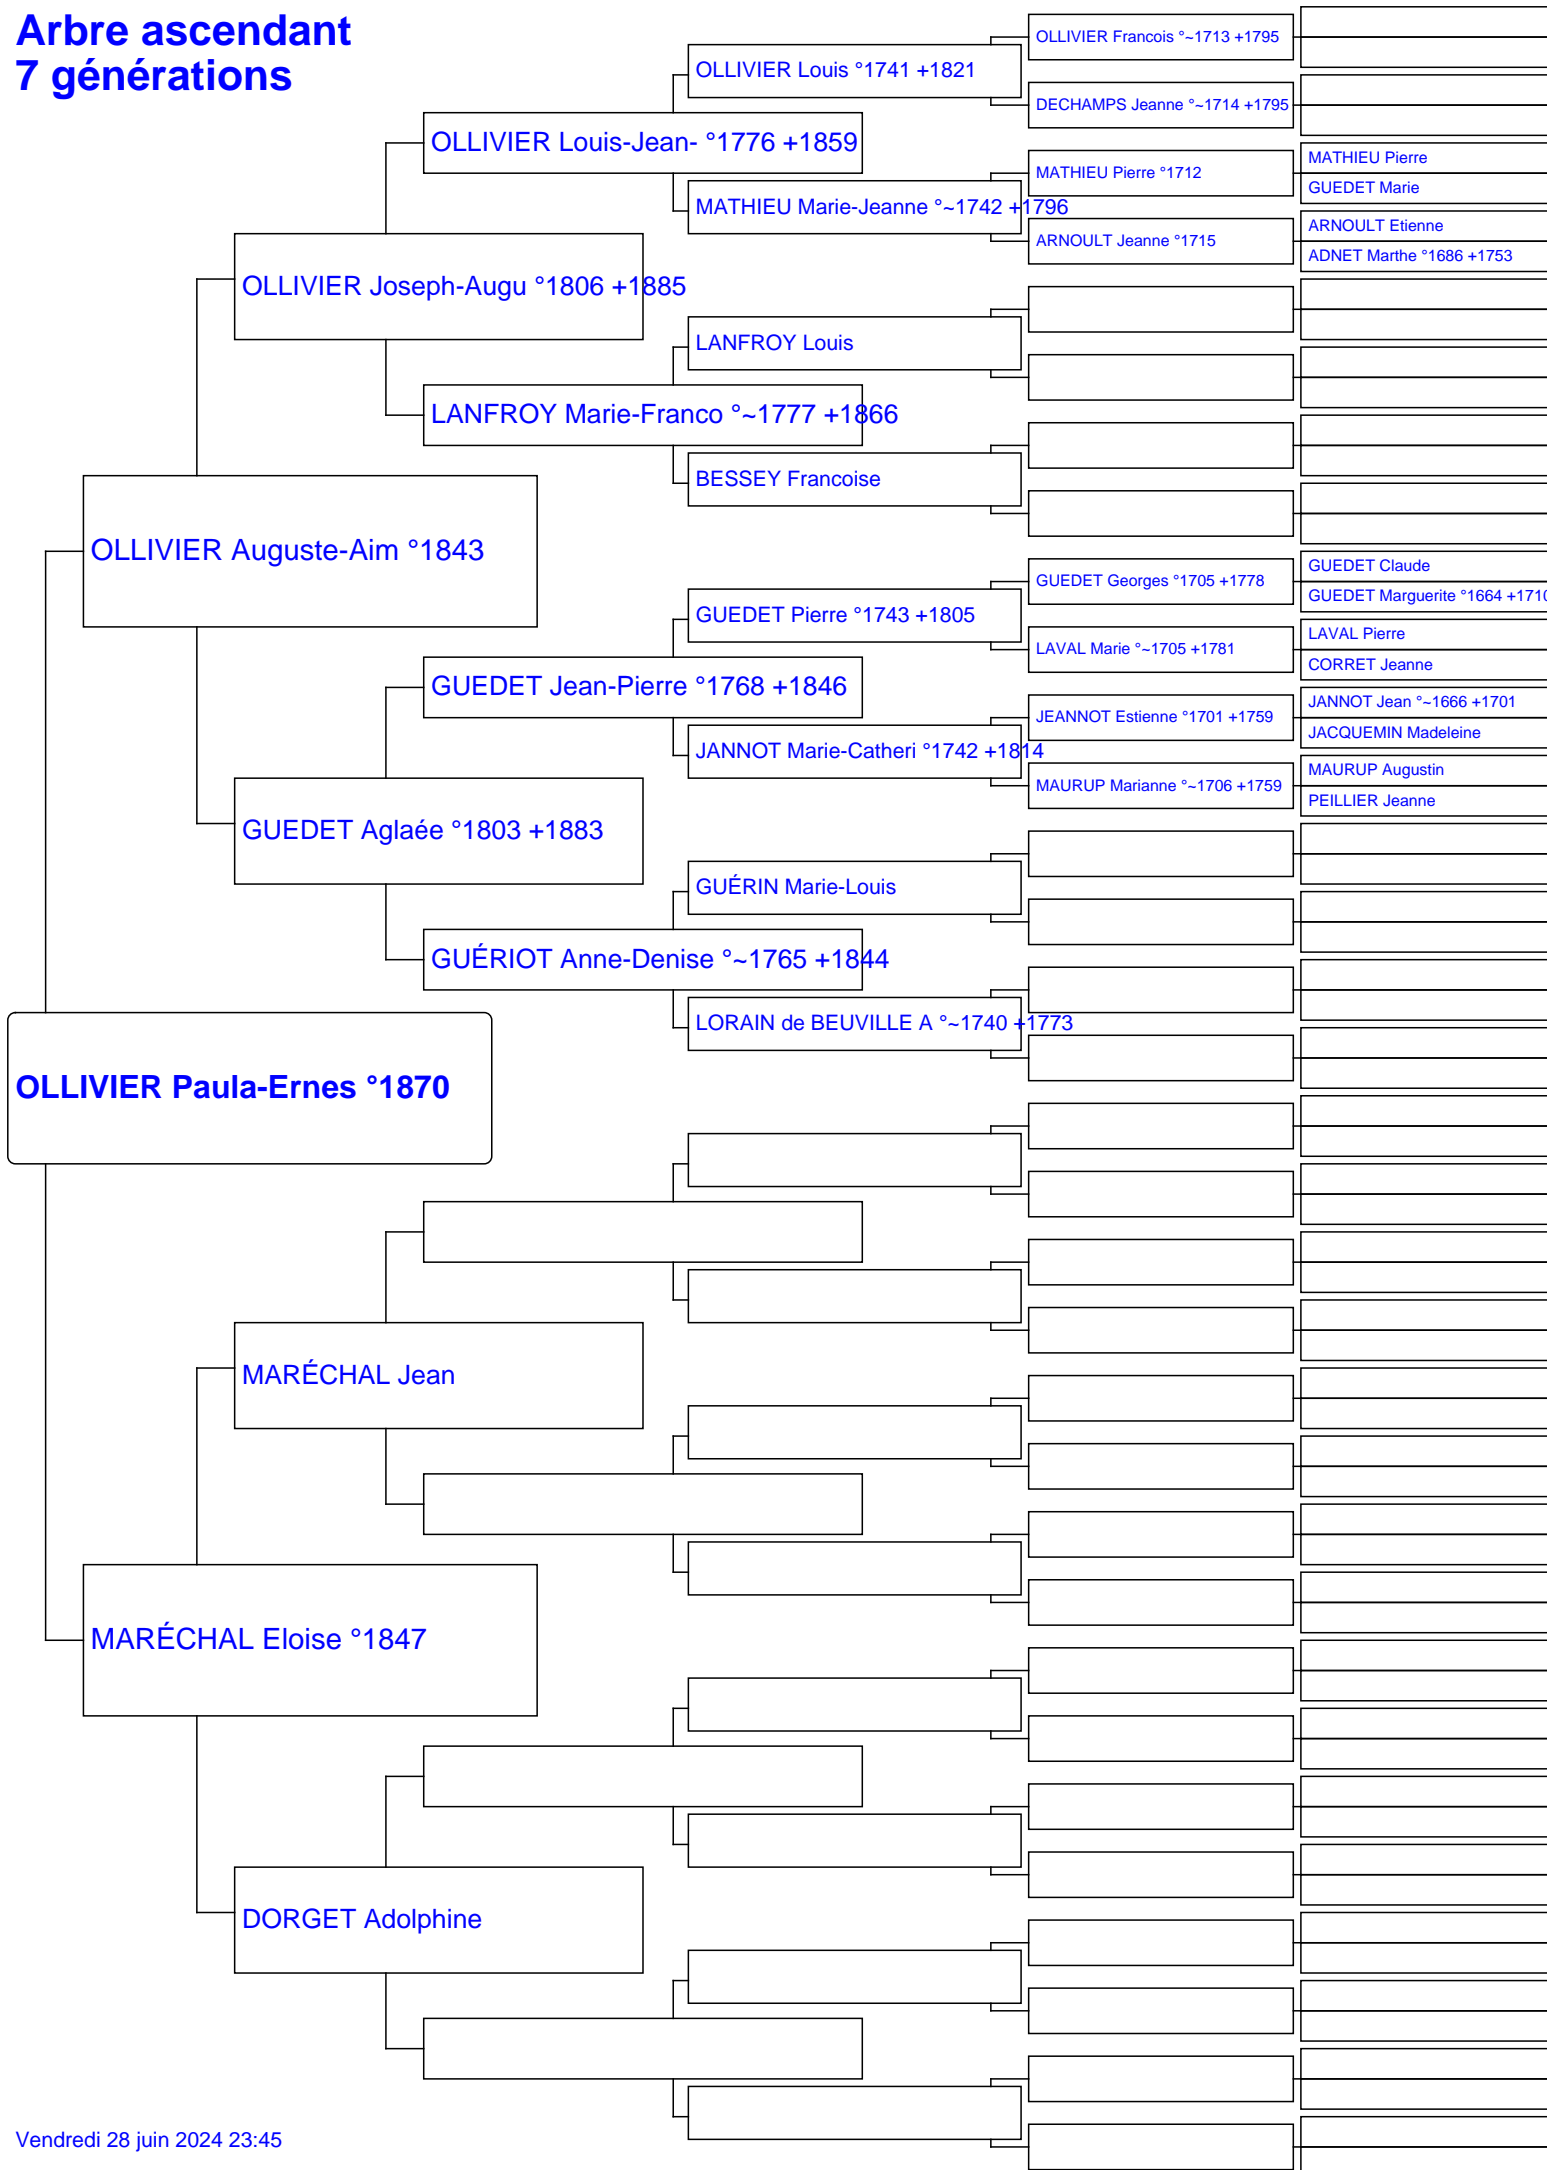 Arbre ascendant
7 générations
OLLIVIER Francois °~1713 +1795
OLLIVIER Louis °1741 +1821
DECHAMPS Jeanne °~1714 +1795
OLLIVIER Louis-Jean- °1776 +1859
MATHIEU Pierre
MATHIEU Pierre °1712
GUEDET Marie
MATHIEU Marie-Jeanne °~1742 +1796
ARNOULT Etienne
ARNOULT Jeanne °1715
ADNET Marthe °1686 +1753
OLLIVIER Joseph-Augu °1806 +1885
LANFROY Louis
LANFROY Marie-Franco °~1777 +1866
BESSEY Francoise
OLLIVIER Auguste-Aim °1843
GUEDET Claude
GUEDET Georges °1705 +1778
GUEDET Marguerite °1664 +1710
GUEDET Pierre °1743 +1805
LAVAL Pierre
LAVAL Marie °~1705 +1781
CORRET Jeanne
GUEDET Jean-Pierre °1768 +1846
JANNOT Jean °~1666 +1701
JEANNOT Estienne °1701 +1759
JACQUEMIN Madeleine
JANNOT Marie-Catheri °1742 +1814
MAURUP Augustin
MAURUP Marianne °~1706 +1759
PEILLIER Jeanne
GUEDET Aglaée °1803 +1883
GUÉRIN Marie-Louis
GUÉRIOT Anne-Denise °~1765 +1844
LORAIN de BEUVILLE A °~1740 +1773
OLLIVIER Paula-Ernes °1870
MARÉCHAL Jean
MARÉCHAL Eloise °1847
DORGET Adolphine
Vendredi 28 juin 2024 23:45